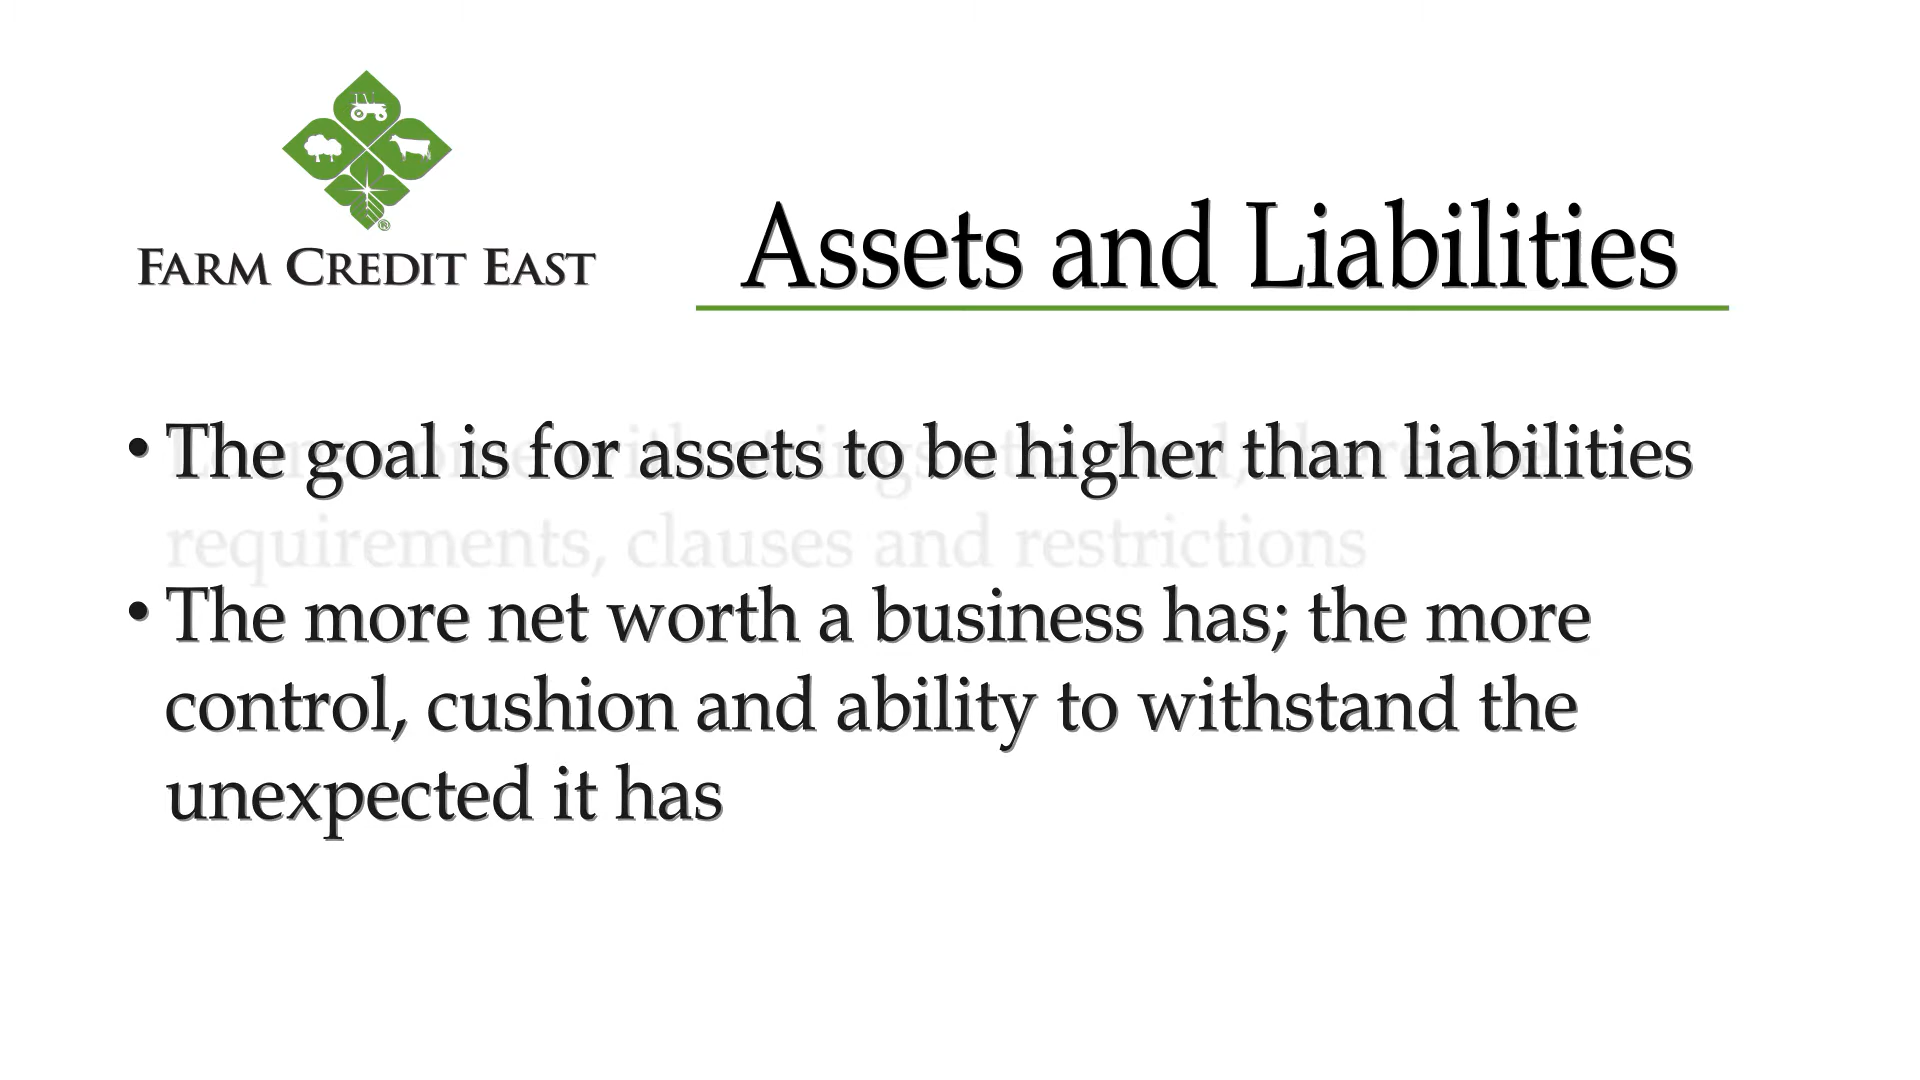 FARM CREDIT EAST
Assets and Liabilities
• The goal is for assets to be higher than liabilities
requirements, clauses and restrictions
• The more net worth a business has; the more
control, cushion and ability to withstand the
unexpected it has